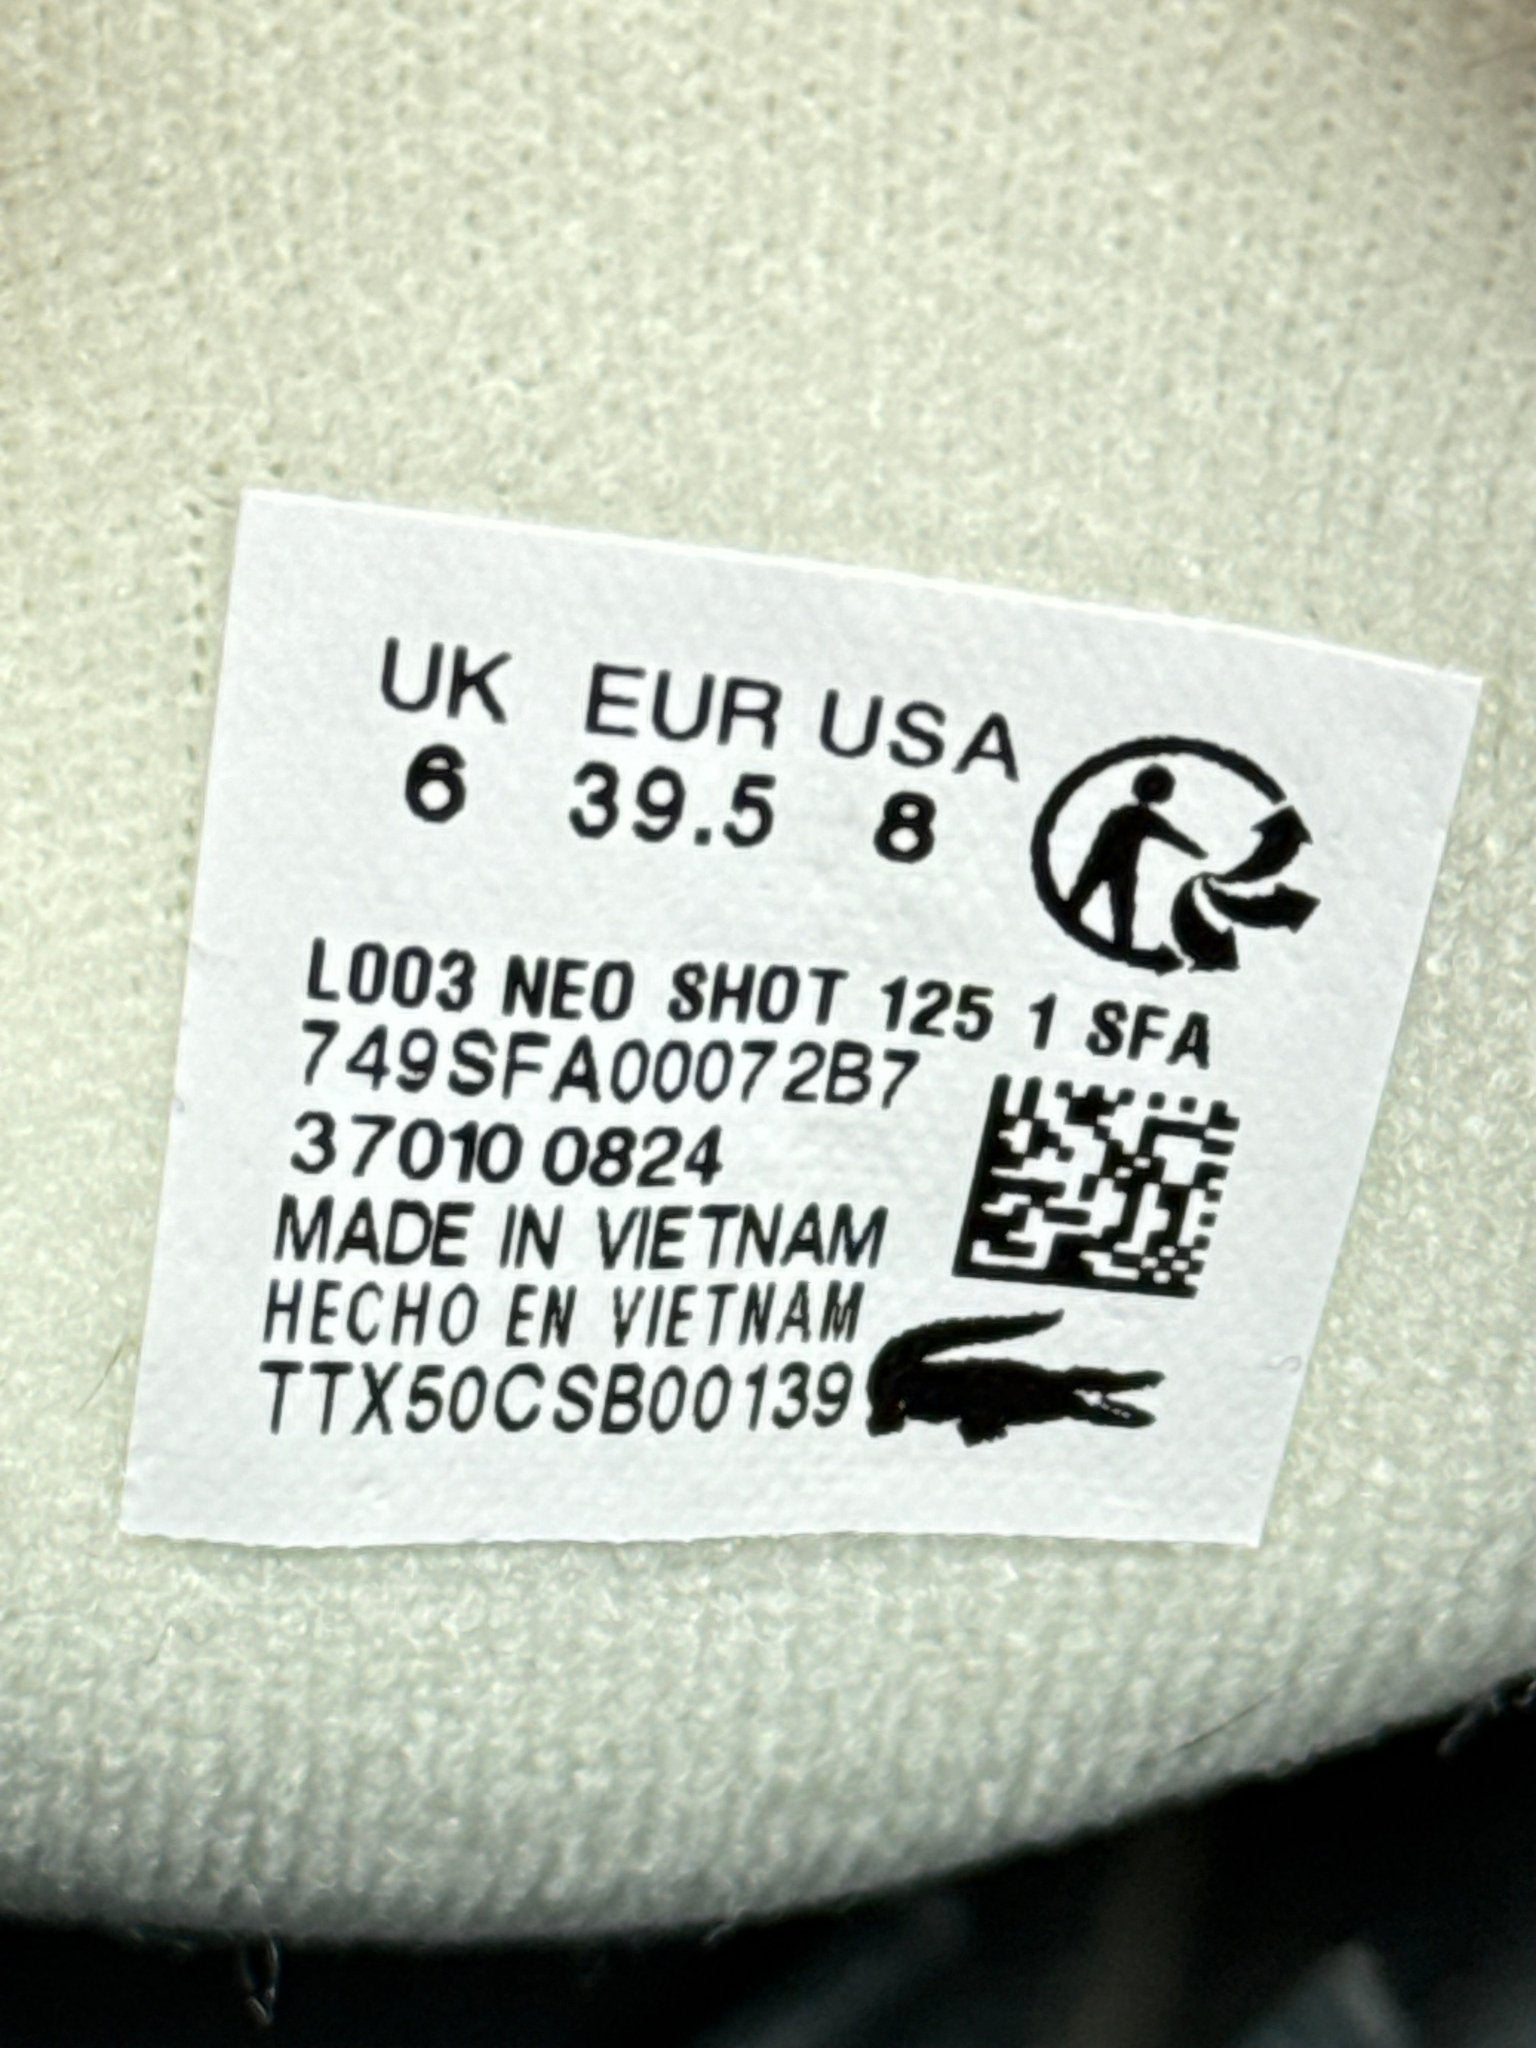 UK EUR USA
6 39.5 8
L003 NEO SHOT 125 1 SFA
749SFA00072B7
37010 0824
MADE IN VIETNAM
HECHO EN VIETNAM
TTX50CSB00139